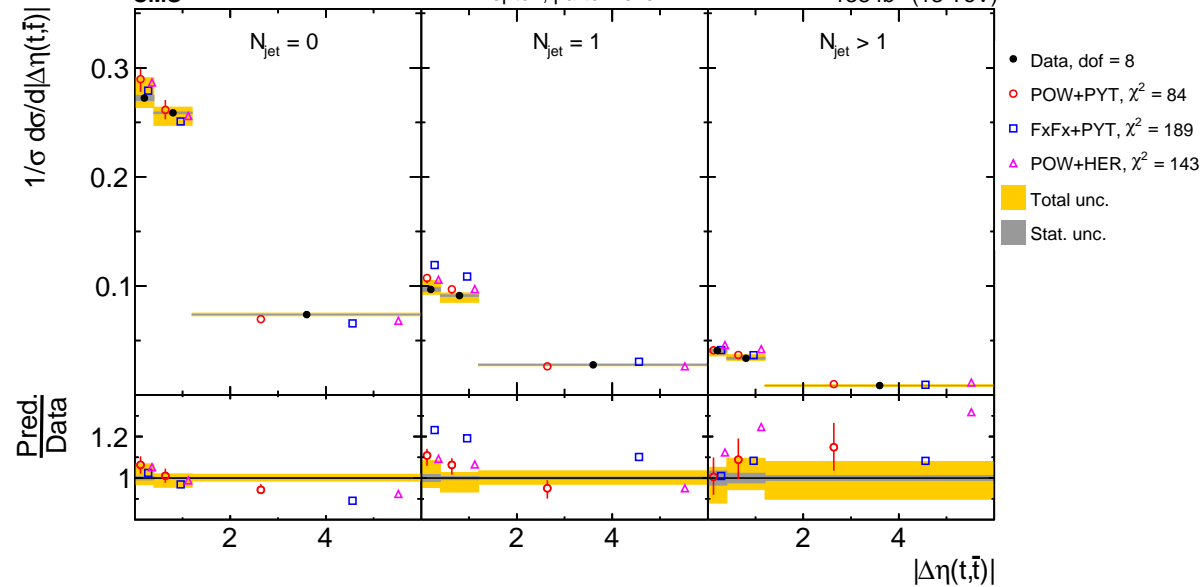 N_jet = 0
N_jet = 1
N_jet > 1
1/σ dσ/d|Δη(t,t̄)|
0.3
0.2
0.1
Data, dof = 8
POW+PYT, χ² = 84
FxFx+PYT, χ² = 189
POW+HER, χ² = 143
Total unc.
Stat. unc.
Pred.
Data
1.2
1
2 4 2 4 2 4
|Δη(t,t̄)|